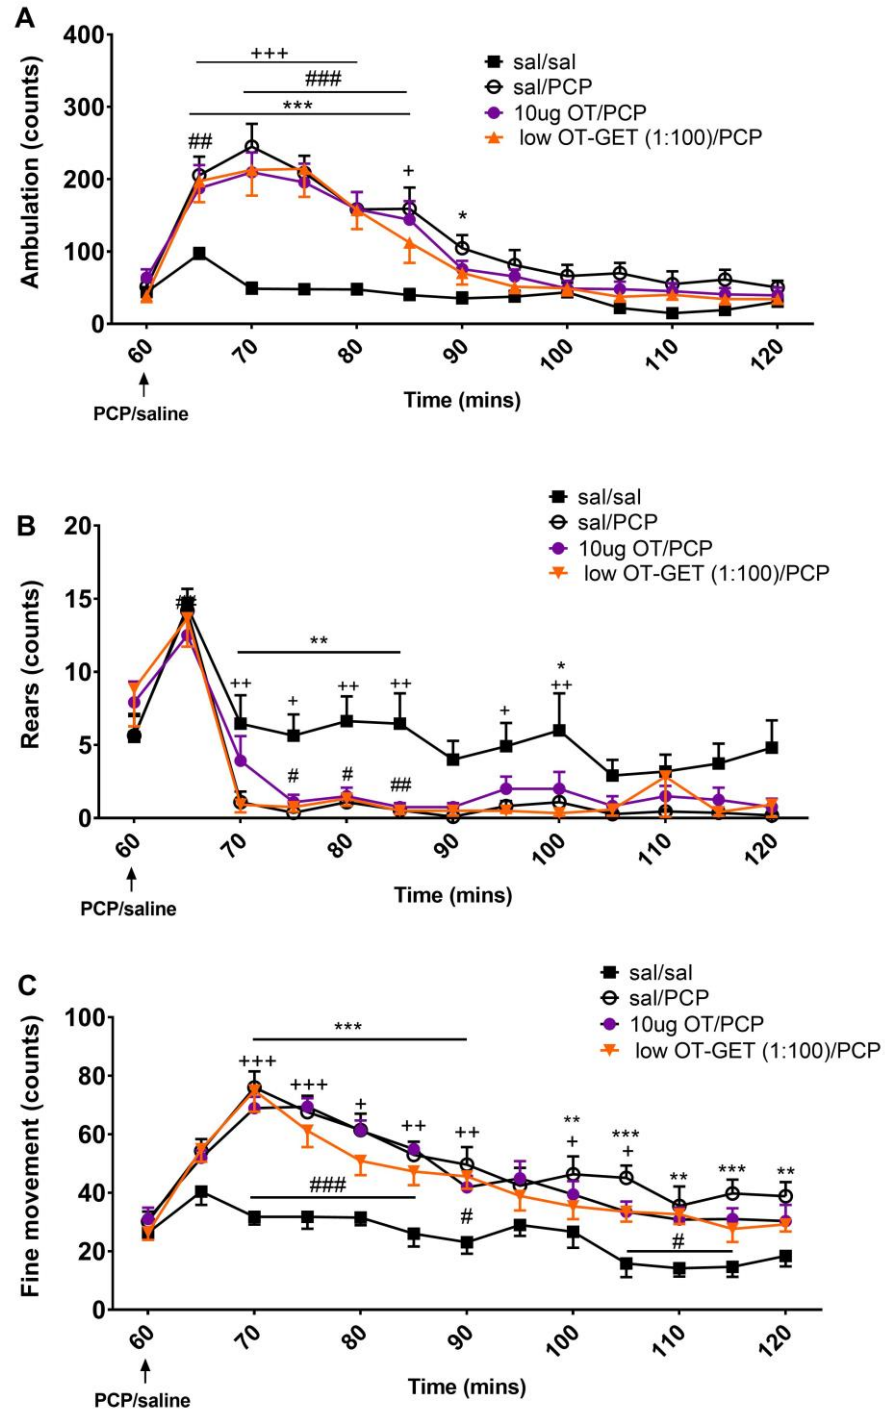 A
Ambulation (counts)
400
300
200
100
0
+++
###
***
##
+
*
sal/sal
sal/PCP
10ug OT/PCP
low OT-GET (1:100)/PCP
60
70
80
90
100
110
120
PCP/saline
Time (mins)
B
Rears (counts)
20
15
10
5
0
sal/sal
sal/PCP
10ug OT/PCP
low OT-GET (1:100)/PCP
**
++
+
++
++
+
*
++
#
#
##
60
70
80
90
100
110
120
PCP/saline
Time (mins)
C
Fine movement (counts)
100
80
60
40
20
0
sal/sal
sal/PCP
10ug OT/PCP
low OT-GET (1:100)/PCP
***
+++
+++
+
++
++
**
+
***
+
**
***
**
###
#
#
60
70
80
90
100
110
120
PCP/saline
Time (mins)